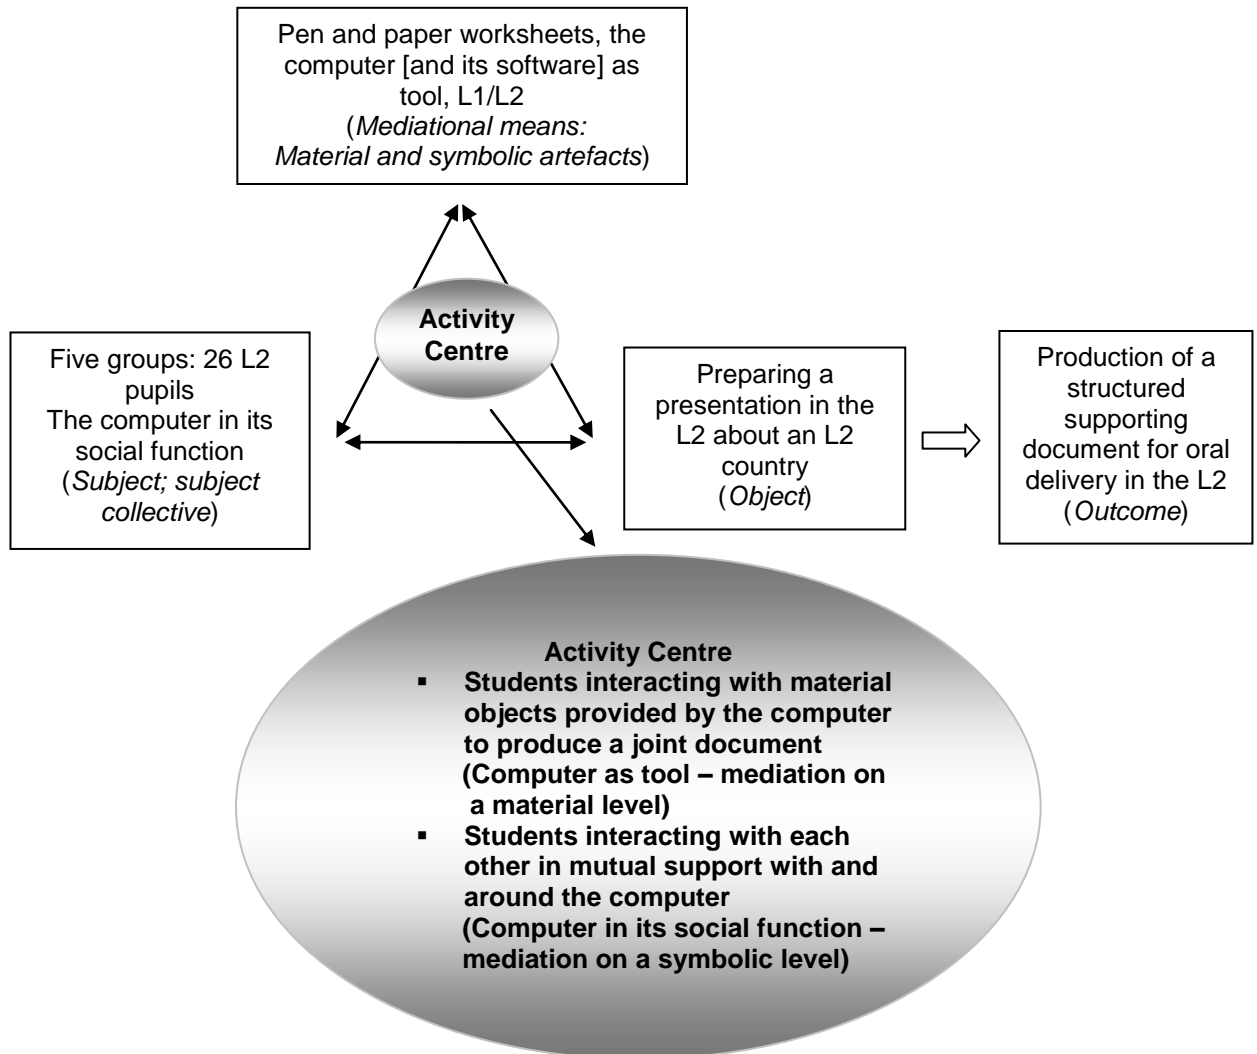 Pen and paper worksheets, the
computer [and its software] as
tool, L1/L2
(Mediational means:
Material and symbolic artefacts)
Activity
Centre
Five groups: 26 L2
pupils
The computer in its
social function
(Subject; subject
collective)
Preparing a
presentation in the
L2 about an L2
country
(Object)
Production of a
structured
supporting
document for oral
delivery in the L2
(Outcome)
Activity Centre
▪ Students interacting with material
objects provided by the computer
to produce a joint document
(Computer as tool – mediation on
a material level)
▪ Students interacting with each
other in mutual support with and
around the computer
(Computer in its social function –
mediation on a symbolic level)